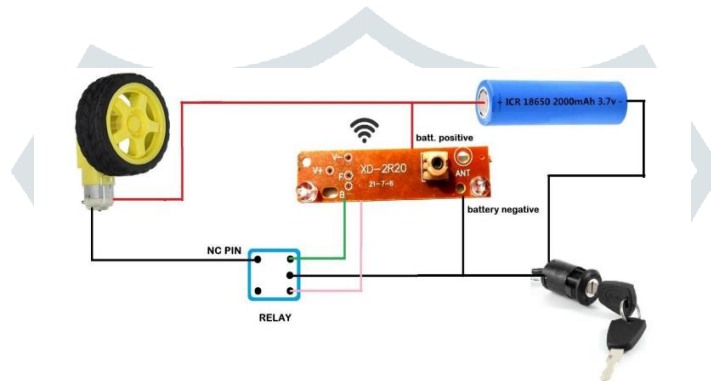 - ICR 18650 2000mAh 3.7v -
batt. positive
V-
V+
F
B
XD-2R20
21-7-6
ANT
battery negative
NC PIN
RELAY